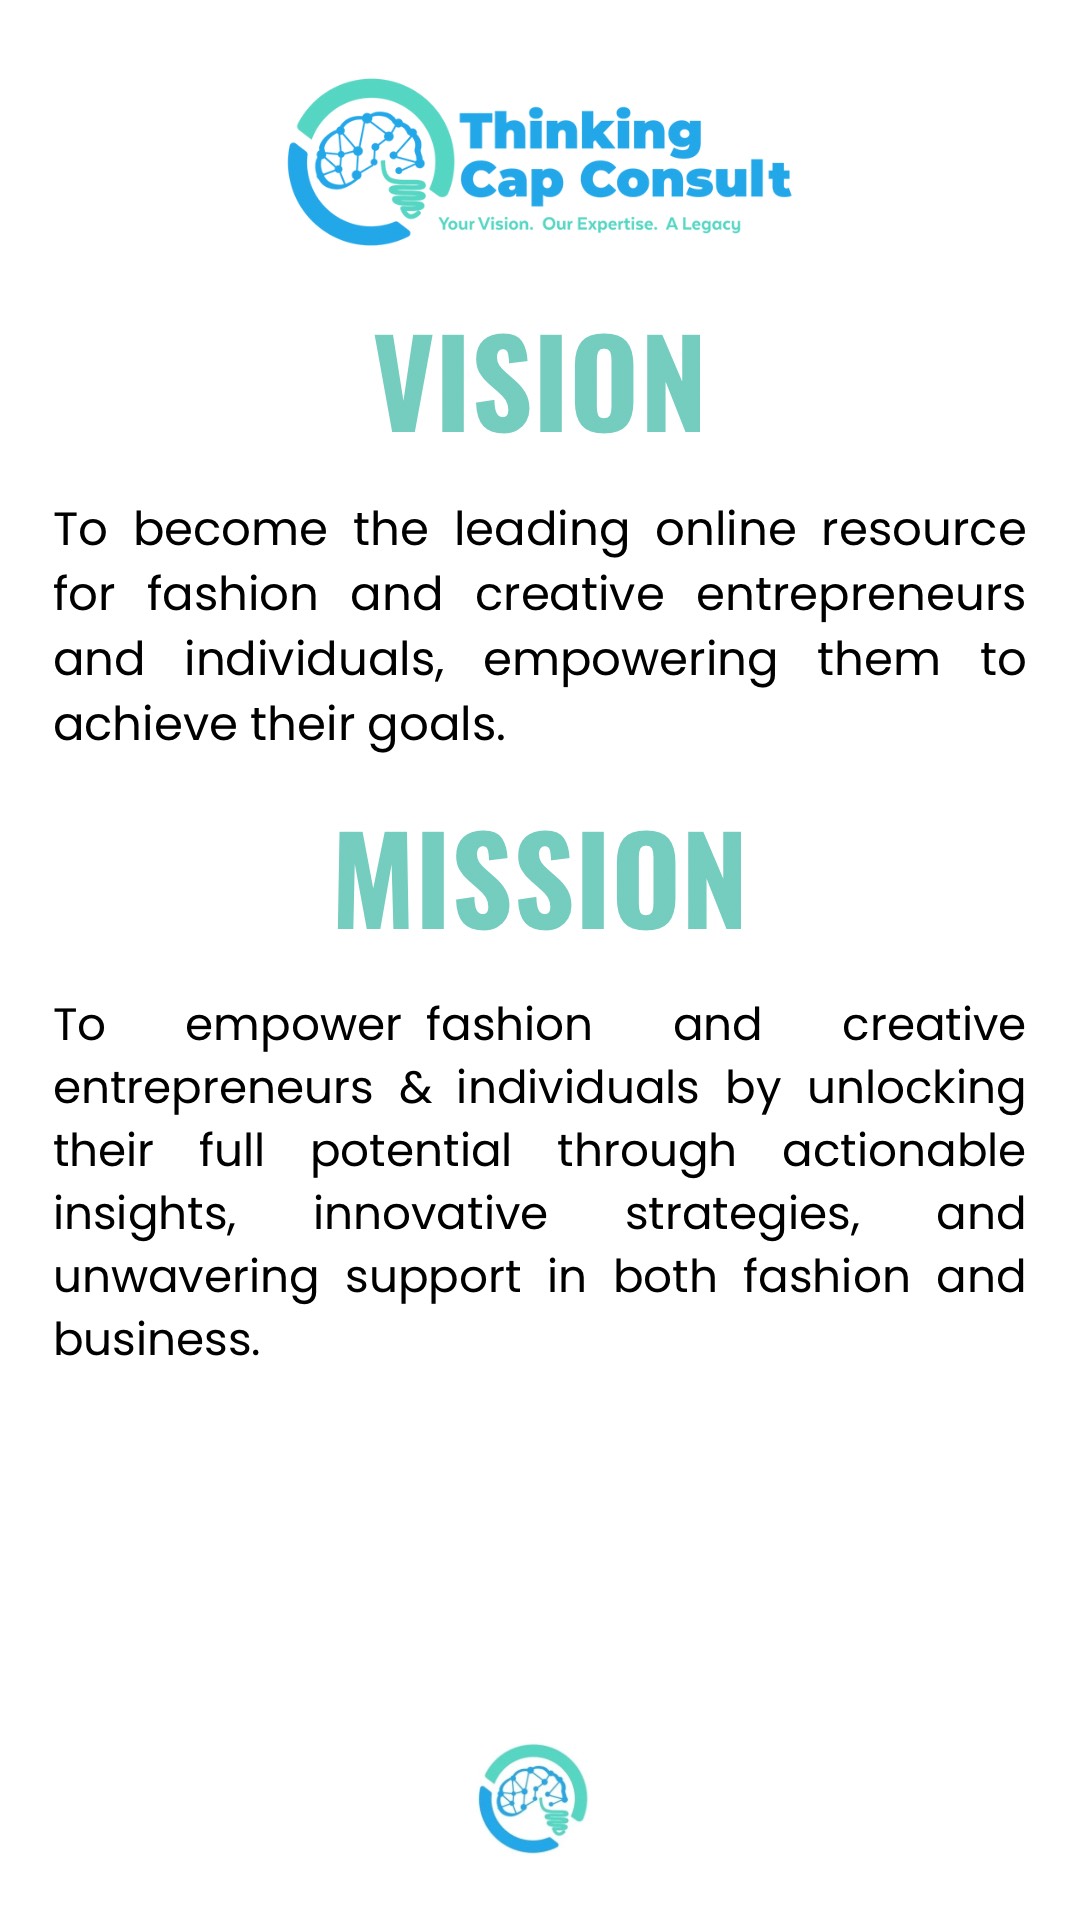 Thinking
Cap Consult
Your Vision. Our Expertise. A Legacy
VISION
To become the leading online resource
for fashion and creative entrepreneurs
and individuals, empowering them to
achieve their goals.
MISSION
To empower fashion and creative
entrepreneurs & individuals by unlocking
their full potential through actionable
insights, innovative strategies, and
unwavering support in both fashion and
business.